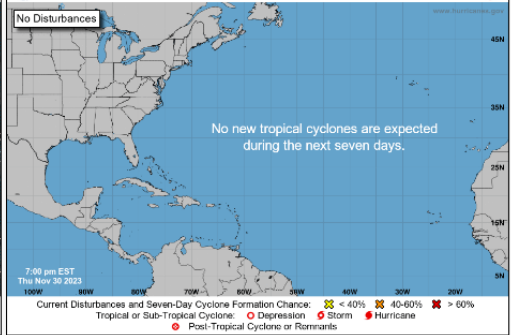 No Disturbances
www.hurricanes.gov
45N
35N
No new tropical cyclones are expected
during the next seven days.
25N
15N
7:00 pm EST
Thu Nov 30 2023
5N
100W 90W 80W 70W 60W 50W 40W 30W 20W
Current Disturbances and Seven-Day Cyclone Formation Chance: < 40% 40-60% > 60%
Tropical or Sub-Tropical Cyclone: Depression Storm Hurricane
Post-Tropical Cyclone or Remnants